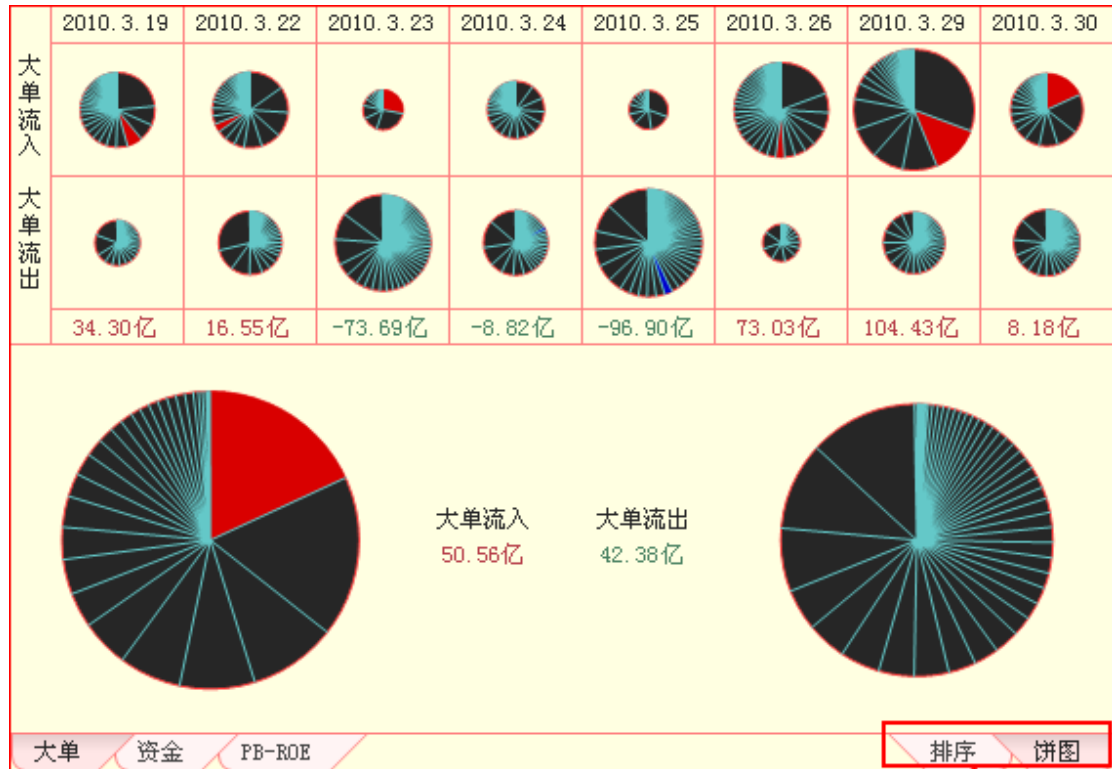 2010.3.19 2010.3.22 2010.3.23 2010.3.24 2010.3.25 2010.3.26 2010.3.29 2010.3.30
大单流入
大单流出
34.30亿 16.55亿 -73.69亿 -8.82亿 -96.90亿 73.03亿 104.43亿 8.18亿
大单流入 大单流出
50.56亿 42.38亿
大单 资金 PB-ROE 排序 饼图